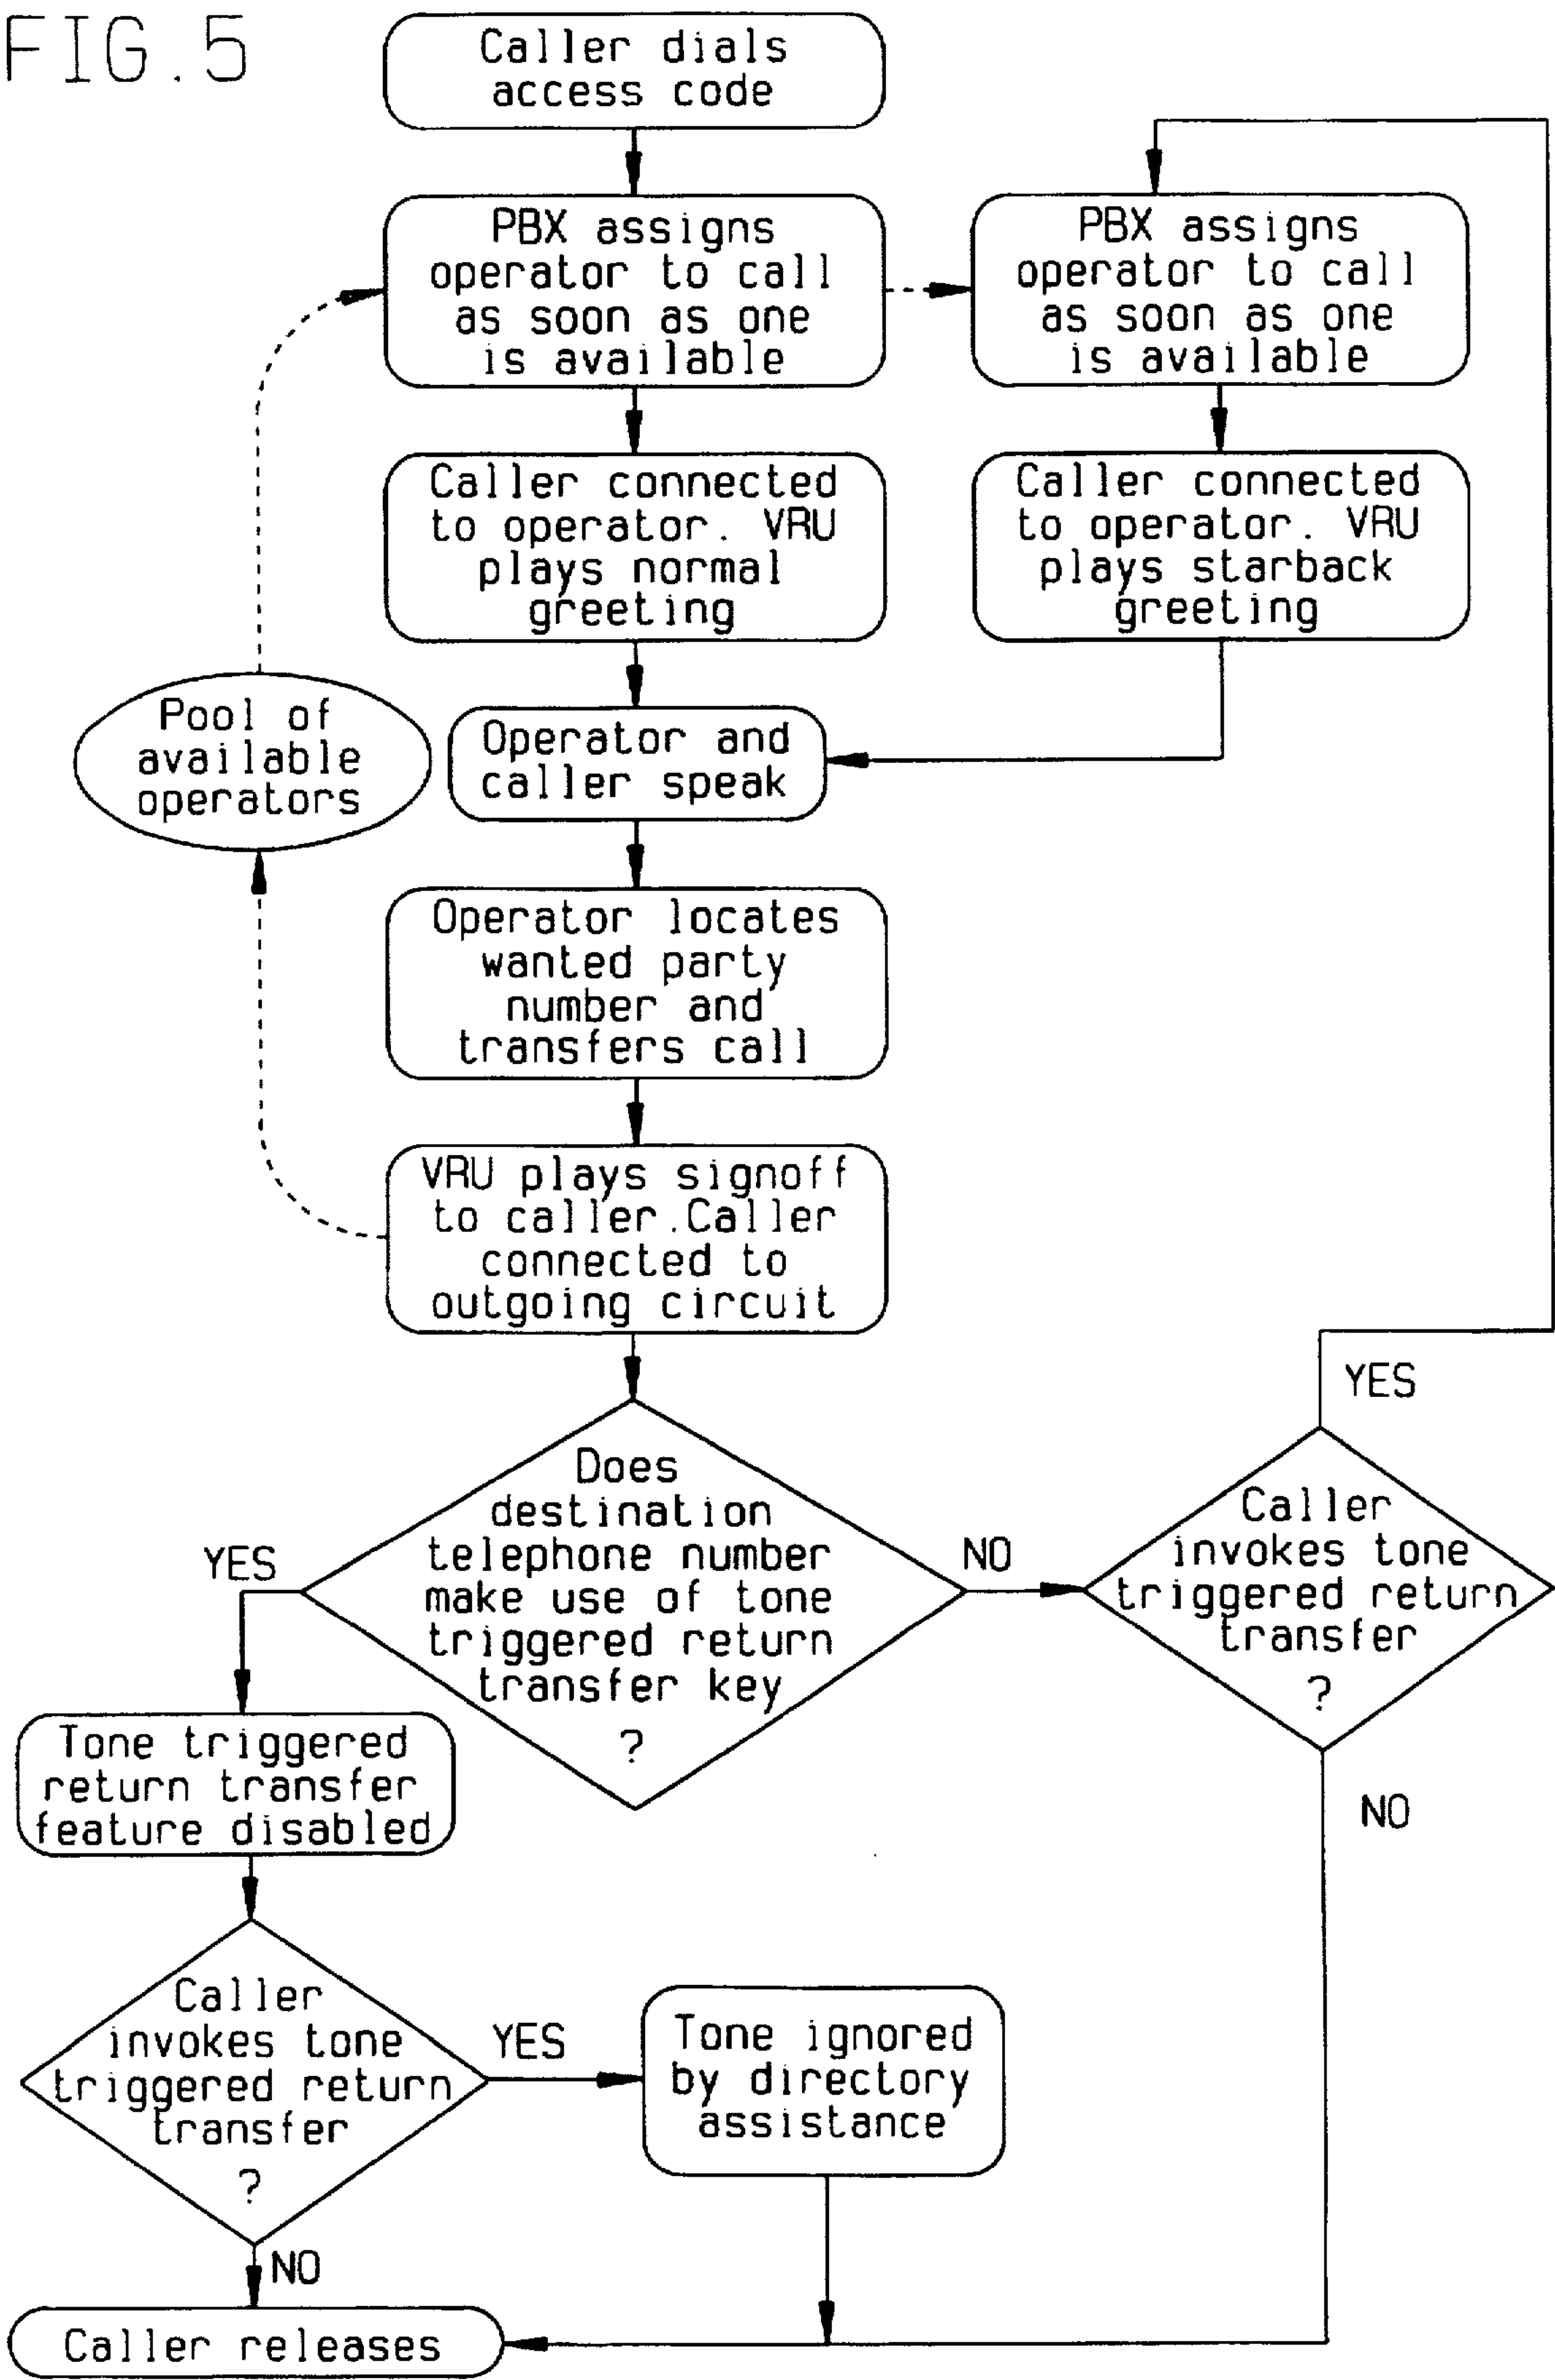 FIG.5
Caller dials
access code
PBX assigns
operator to call
as soon as one
is available
PBX assigns
operator to call
as soon as one
is available
Caller connected
to operator. VRU
plays normal
greeting
Caller connected
to operator. VRU
plays starback
greeting
Pool of
available
operators
Operator and
caller speak
Operator locates
wanted party
number and
transfers call
VRU plays signoff
to caller.Caller
connected to
outgoing circuit
Does
destination
telephone number
make use of tone
triggered return
transfer key
?
YES
NO
Caller
invokes tone
triggered return
transfer
?
YES
NO
Tone triggered
return transfer
feature disabled
Caller
invokes tone
triggered return
transfer
?
YES
NO
Tone ignored
by directory
assistance
Caller releases